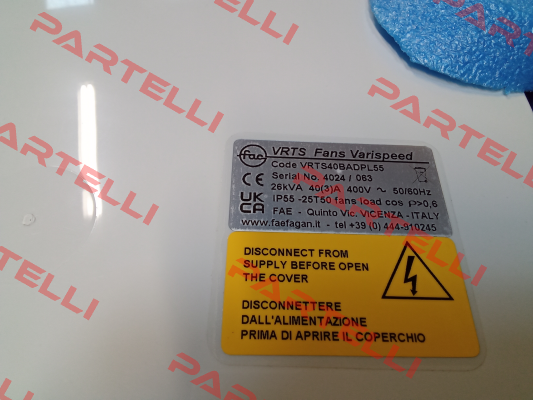 PARTELLI
PARTELLI
PARTELLI
PARTELLI
PARTELLI
PARTELLI
fae VRTS Fans Varispeed
Code VRTS40BADPL55
Serial No. 4024 / 063
CE 26kVA 40(3)A 400V ~ 50/60Hz
UKCA IP55 -25T50 fans load cos ρ>0,6
FAE - Quinto Vic. VICENZA - ITALY
www.faefagan.it - tel +39 (0) 444-910245
DISCONNECT FROM
SUPPLY BEFORE OPEN
THE COVER
DISCONNETTERE
DALL'ALIMENTAZIONE
PRIMA DI APRIRE IL COPERCHIO